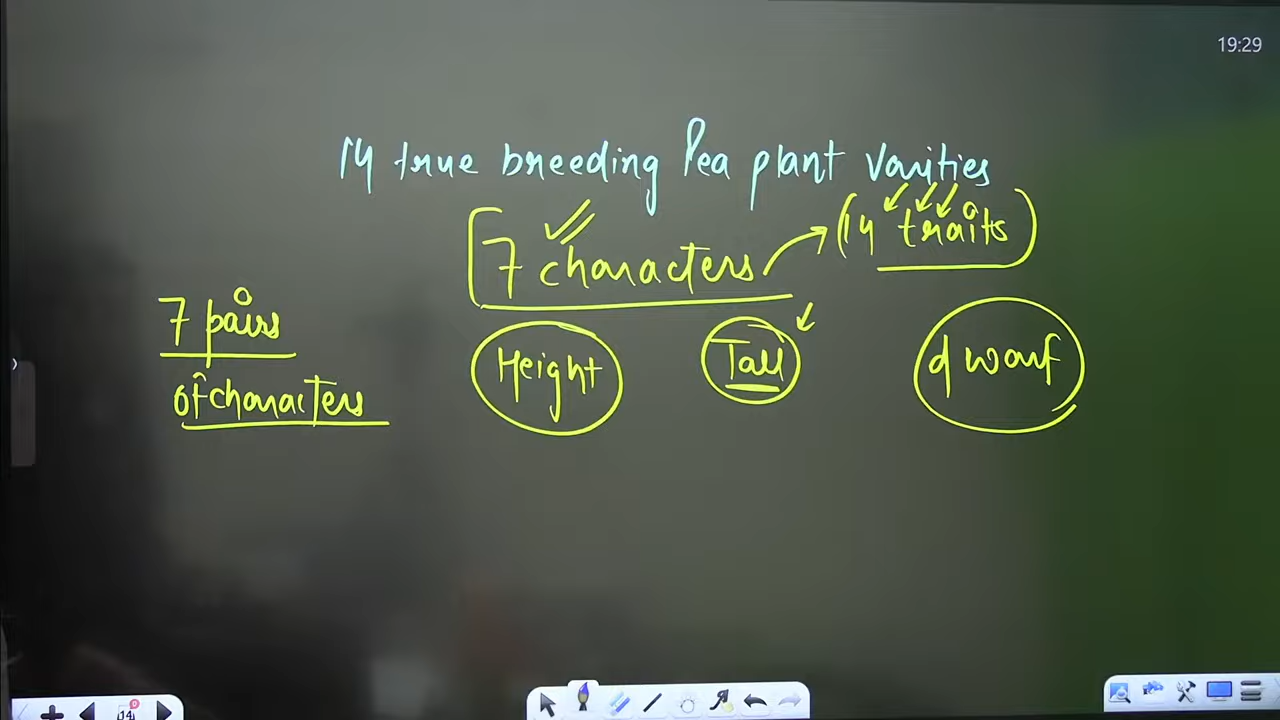 19:29
14 true breeding Pea plant varities
7 characters (14 traits)
7 pairs
of characters
Height Tall dwarf
14